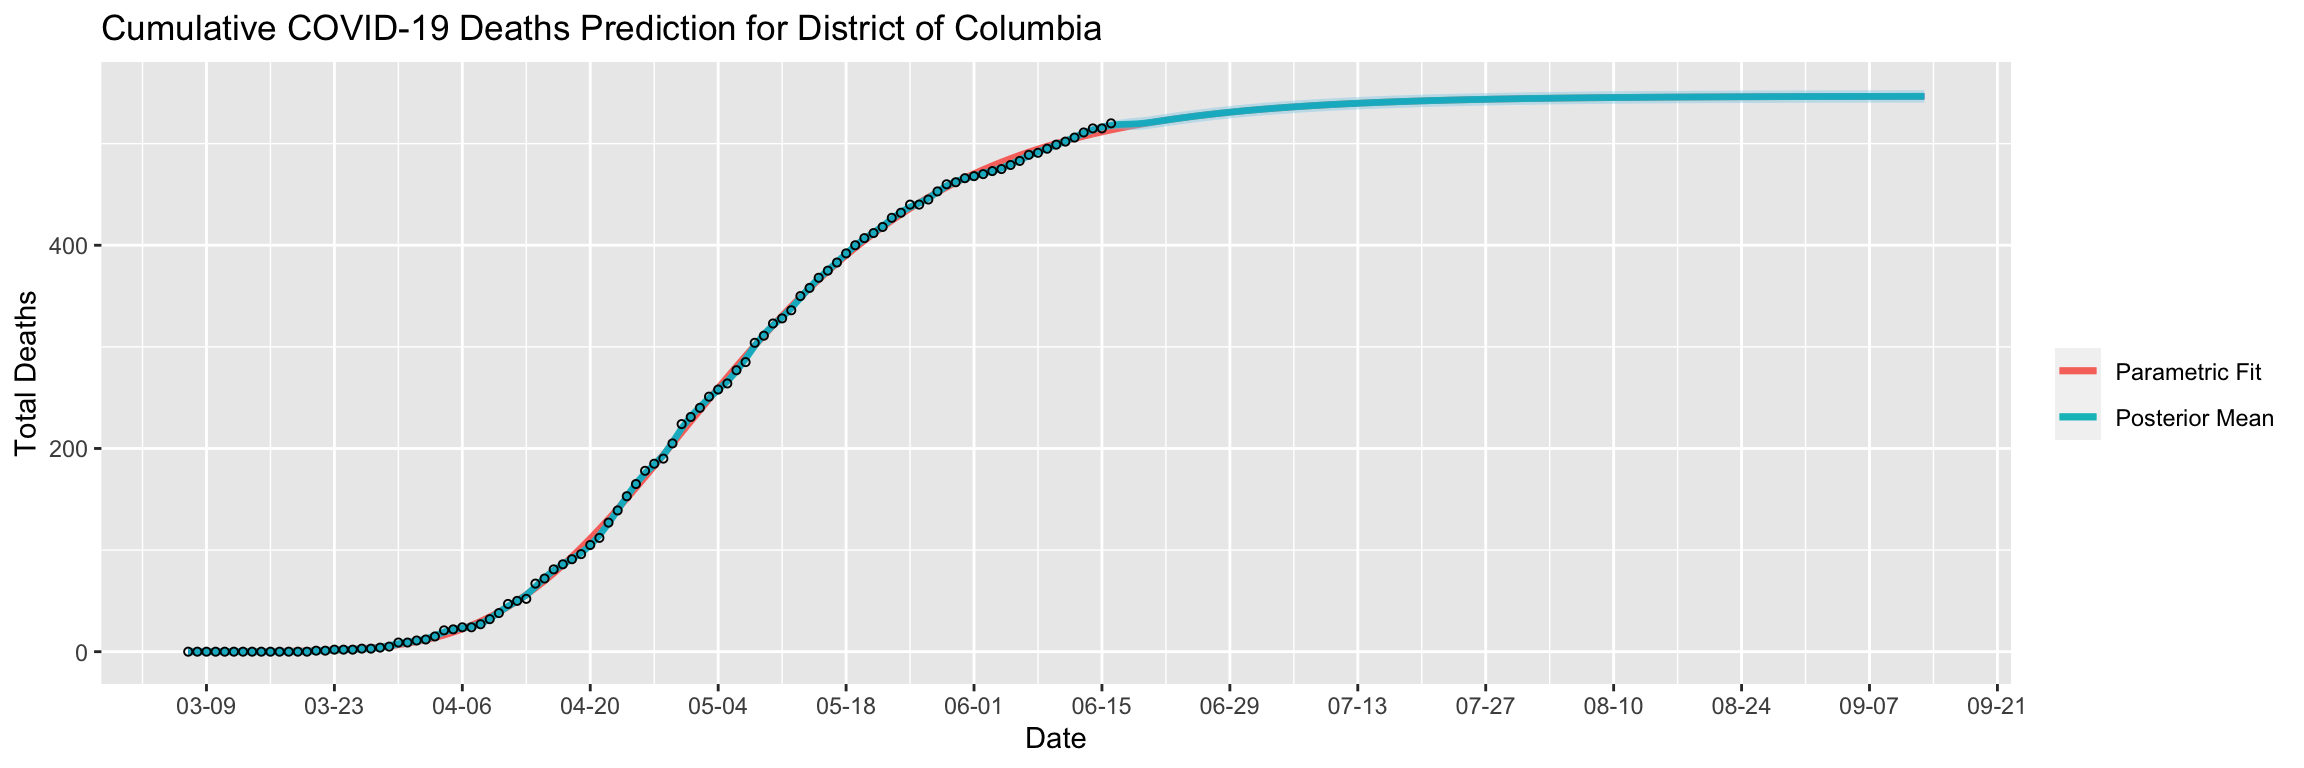 Cumulative COVID-19 Deaths Prediction for District of Columbia
Total Deaths
400
200
0
03-09 03-23 04-06 04-20 05-04 05-18 06-01 06-15 06-29 07-13 07-27 08-10 08-24 09-07 09-21
Date
Parametric Fit
Posterior Mean